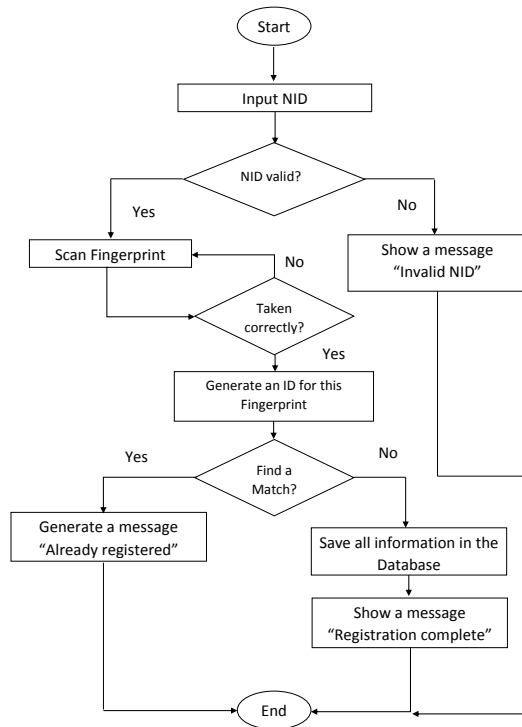 Start
Input NID
NID valid?
Yes
No
Scan Fingerprint
Show a message
“Invalid NID”
No
Taken
correctly?
Yes
Generate an ID for this
Fingerprint
Yes
No
Find a
Match?
Generate a message
“Already registered”
Save all information in the
Database
Show a message
“Registration complete”
End